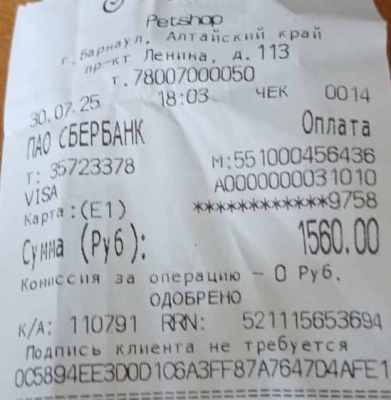 Petshop
г. Барнаул, Алтайский край
пр-кт Ленина, д. 113
т. 78007000050
30.07.25 18:03 ЧЕК 0014
ПАО СБЕРБАНК Оплата
Т: 35723378 М:551000456436
VISA A0000000031010
Карта:(E1) ************9758
Сумма (Руб): 1560.00
Комиссия за операцию – 0 Руб.
ОДОБРЕНО
К/А: 110791 RRN: 521115653694
Подпись клиента не требуется
0C5894EE3D0D1C6A3FF87A7647D4AFE1